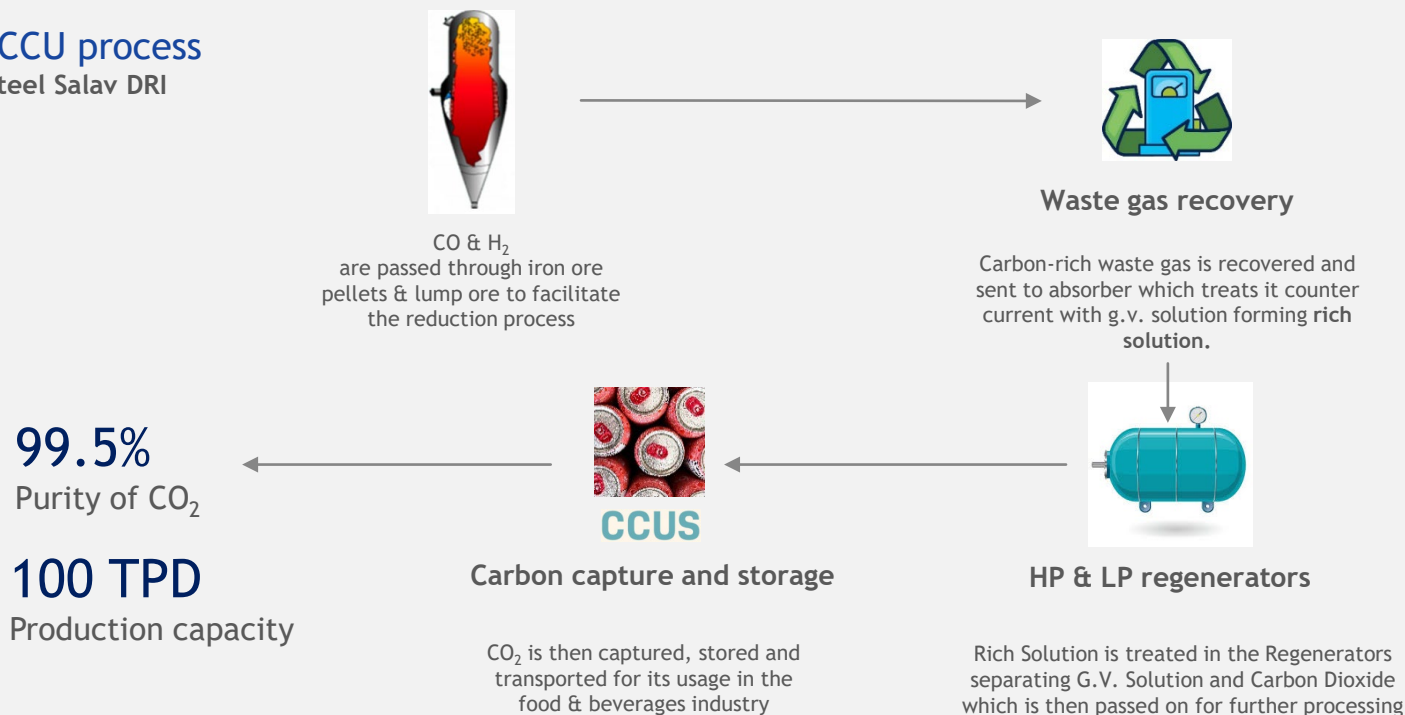 CCU process
teel Salav DRI
CO & H₂
are passed through iron ore
pellets & lump ore to facilitate
the reduction process
Waste gas recovery
Carbon-rich waste gas is recovered and
sent to absorber which treats it counter
current with g.v. solution forming rich
solution.
HP & LP regenerators
Rich Solution is treated in the Regenerators
separating G.V. Solution and Carbon Dioxide
which is then passed on for further processing
CCUS
Carbon capture and storage
CO₂ is then captured, stored and
transported for its usage in the
food & beverages industry
99.5%
Purity of CO₂
100 TPD
Production capacity